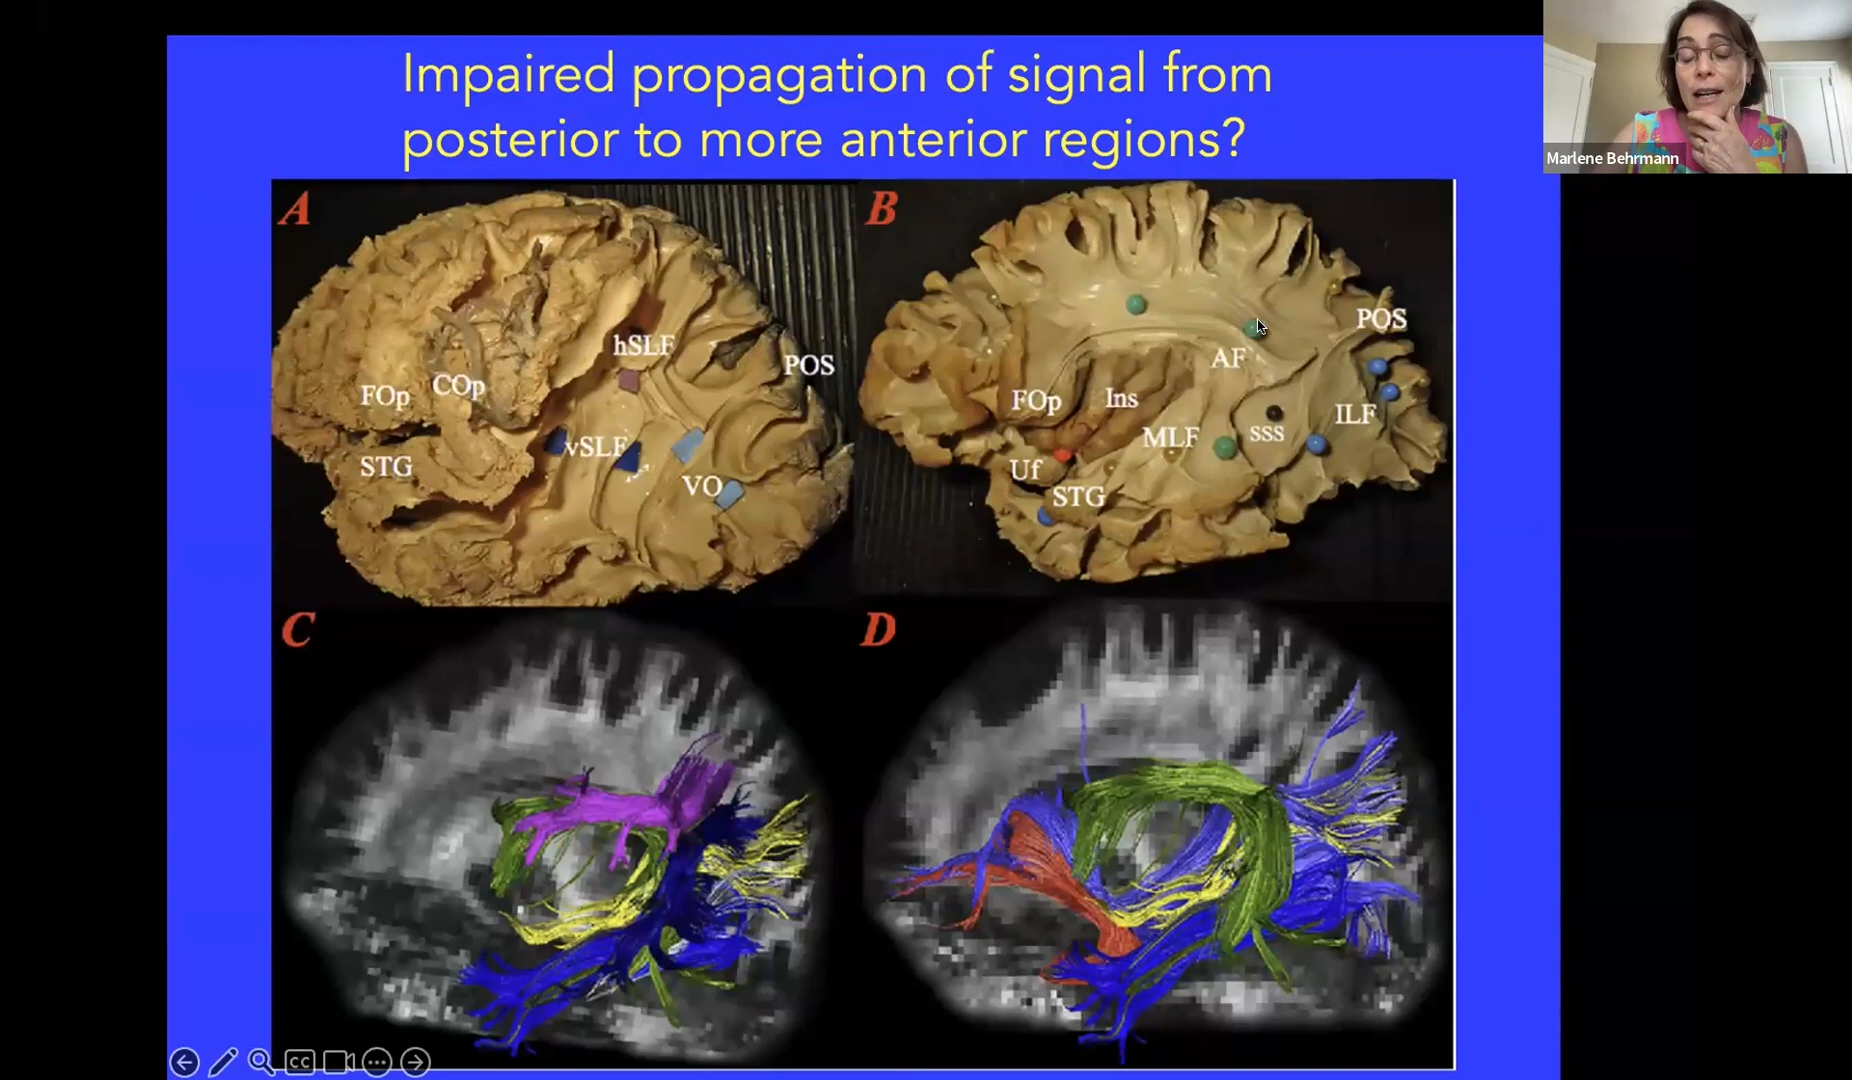 Impaired propagation of signal from
posterior to more anterior regions?
Marlene Behrmann
A
hSLF
POS
FOp
COp
vSLF
STG
VO
B
POS
AF
FOp
Ins
ILF
MLF
SSS
Uf
STG
C
D
CC